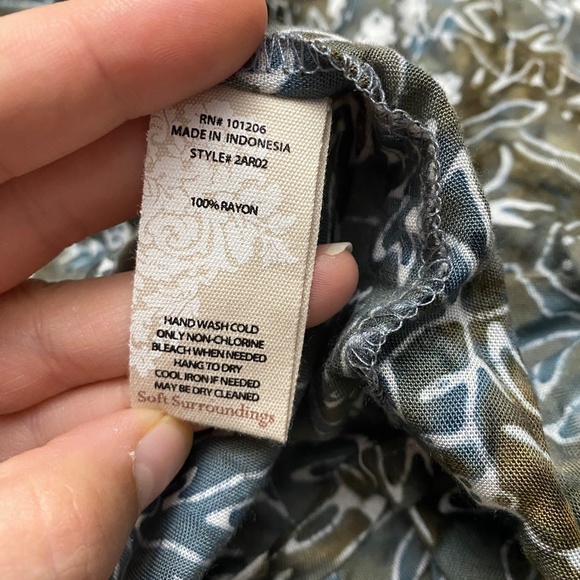 RN# 101206
MADE IN INDONESIA
STYLE# 2AR02
100% RAYON
HAND WASH COLD
ONLY NON-CHLORINE
BLEACH WHEN NEEDED
HANG TO DRY
COOL IRON IF NEEDED
MAY BE DRY CLEANED
Soft Surroundings